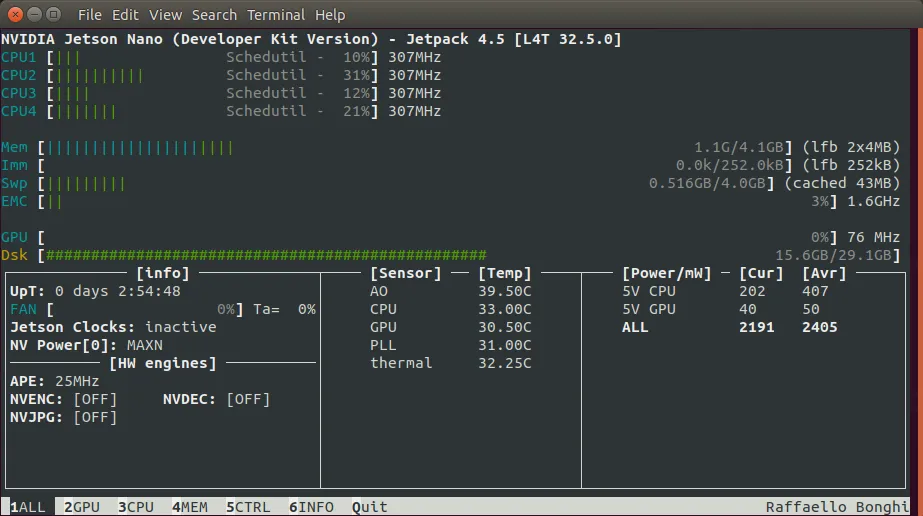 File Edit View Search Terminal Help
NVIDIA Jetson Nano (Developer Kit Version) - Jetpack 4.5 [L4T 32.5.0]
CPU1 [||| Schedutil - 10%] 307MHz
CPU2 [|||||||||| Schedutil - 31%] 307MHz
CPU3 [|||| Schedutil - 12%] 307MHz
CPU4 [||||||| Schedutil - 21%] 307MHz
Mem [||||||||||||||||||||| 1.1G/4.1GB] (lfb 2x4MB)
Imm [ 0.0k/252.0kB] (lfb 252kB)
Swp [||||||||| 0.516GB/4.0GB] (cached 43MB)
EMC [|| 3%] 1.6GHz
GPU [ 0%] 76 MHz
Dsk [################################################# 15.6GB/29.1GB]
[info] [Sensor] [Temp] [Power/mW] [Cur] [Avr]
UpT: 0 days 2:54:48 AO 39.50C 5V CPU 202 407
FAN [ 0%] Ta= 0% CPU 33.00C 5V GPU 40 50
Jetson Clocks: inactive GPU 30.50C ALL 2191 2405
NV Power[0]: MAXN PLL 31.00C
[HW engines] thermal 32.25C
APE: 25MHz
NVENC: [OFF] NVDEC: [OFF]
NVJPG: [OFF]
1ALL 2GPU 3CPU 4MEM 5CTRL 6INFO Quit Raffaello Bonghi